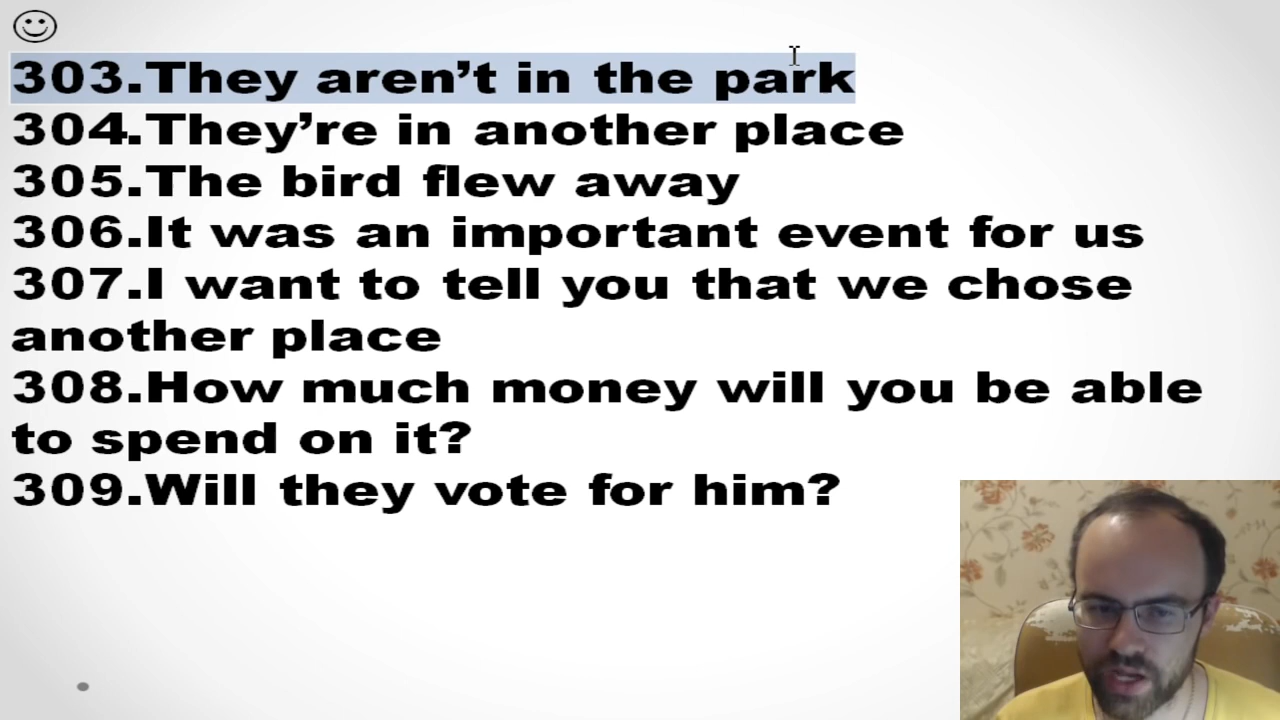 303.They aren’t in the park
304.They’re in another place
305.The bird flew away
306.It was an important event for us
307.I want to tell you that we chose
another place
308.How much money will you be able
to spend on it?
309.Will they vote for him?